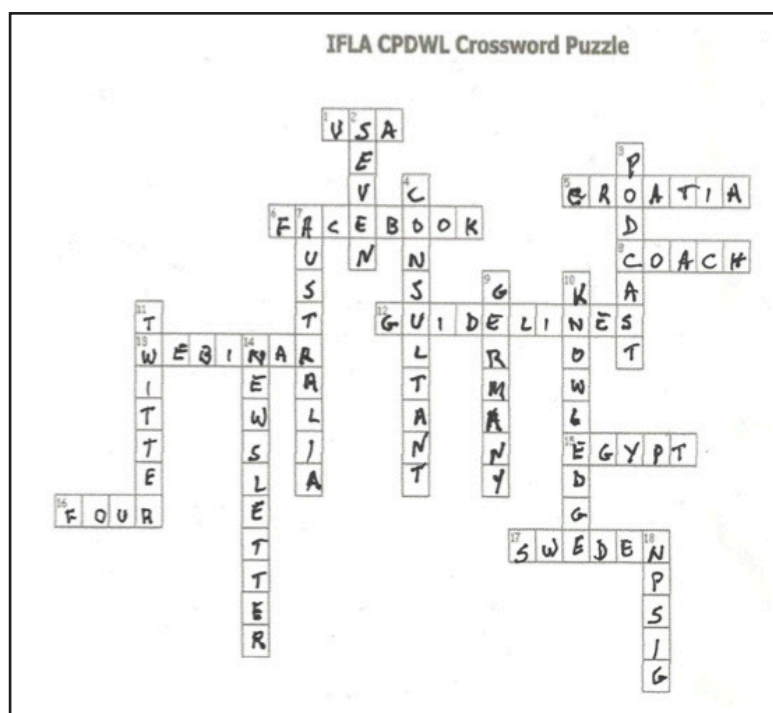 IFLA CPDWL Crossword Puzzle
1 2
USA
SEVEN
3
PODCAST
4
CONSULTANT
5
CROATIA
6 7
FACEBOOK
AUSTRALIA
8
COACH
9
GERMANY
10
KNOWLEDGE
11
TWITTER
12
GUIDELINES
13 14
WEBINAR
NEWSLETTER
15
EGYPT
16
FOUR
17 18
SWEDEN
NPSIG